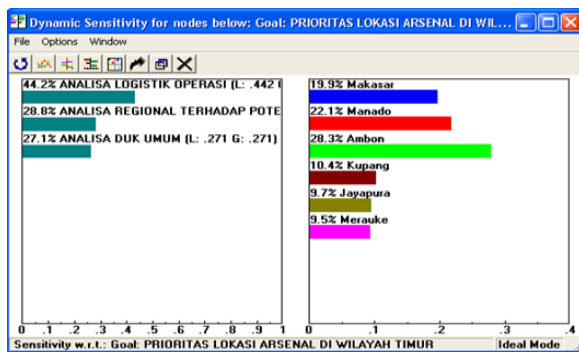 Dynamic Sensitivity for nodes below: Goal: PRIORITAS LOKASI ARSENAL DI WIL...
File Options Window
44.2% ANALISA LOGISTIK OPERASI (L: .442 (
28.8% ANALISA REGIONAL TERHADAP POTE
27.1% ANALISA DUK UMUM (L: .271 G: .271)
0 .1 .2 .3 .4 .5 .6 .7 .8 .9 1
19.9% Makasar
22.1% Manado
28.3% Ambon
10.4% Kupang
9.7% Jayapura
9.5% Merauke
0 .1 .2 .3 .4
Sensitivity w.r.t.: Goal: PRIORITAS LOKASI ARSENAL DI WILAYAH TIMUR Ideal Mode